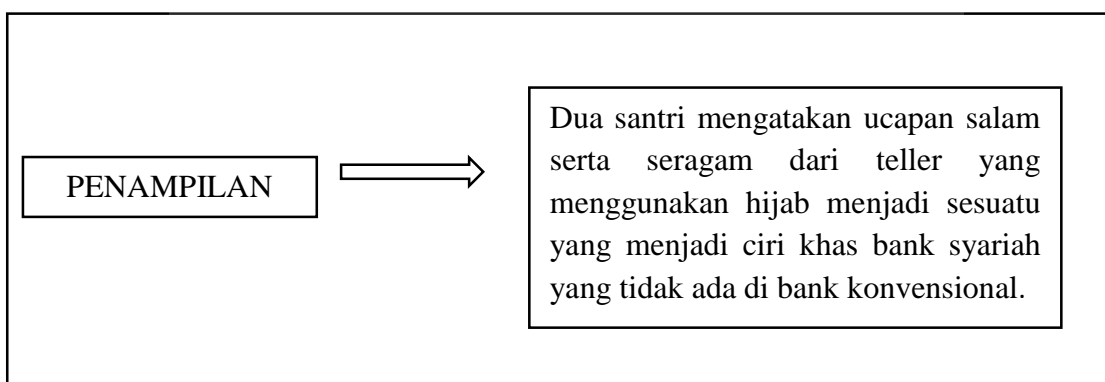 PENAMPILAN
Dua santri mengatakan ucapan salam
serta seragam dari teller yang
menggunakan hijab menjadi sesuatu
yang menjadi ciri khas bank syariah
yang tidak ada di bank konvensional.